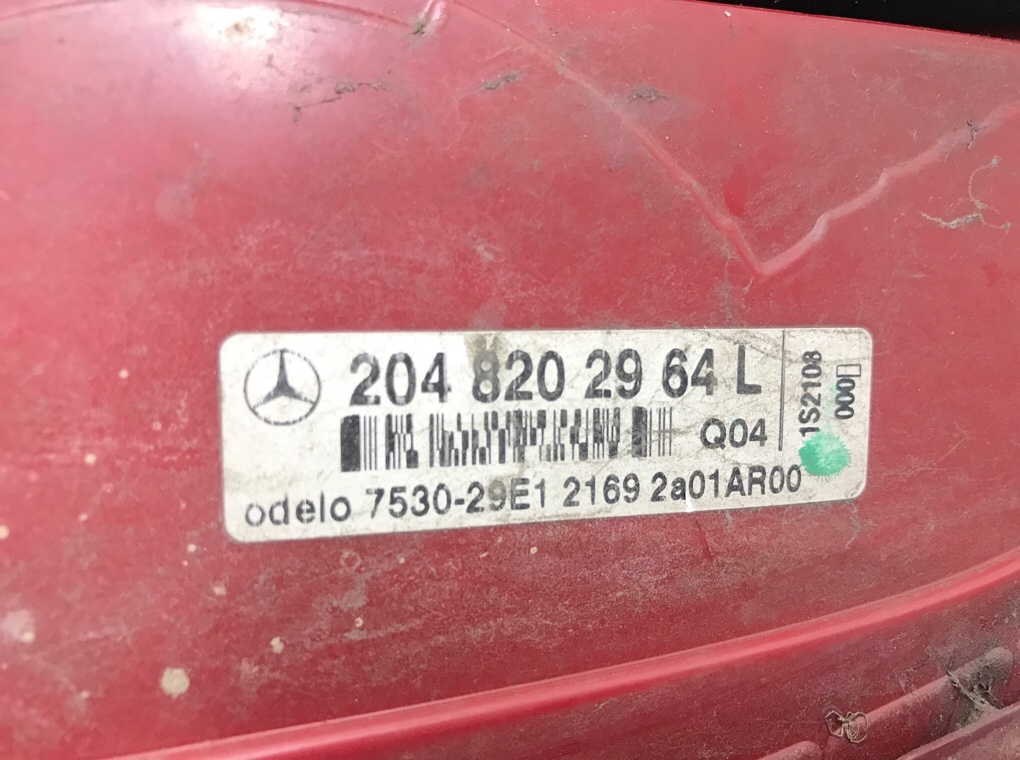 204 820 29 64 L
Q04
odelo 7530-29E1 2169 2a01AR00
1S2108
000